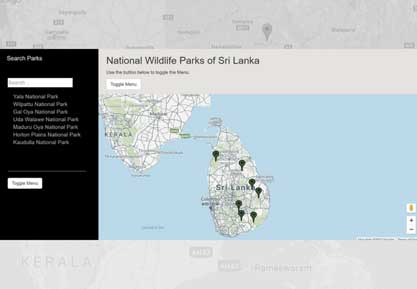 Search Parks
Search
Yala National Park
Wilpattu National Park
Gal Oya National Park
Uda Walawe National Park
Maduru Oya National Park
Horton Plains National Park
Kaudulla National Park
Toggle Menu
National Wildlife Parks of Sri Lanka
Use the button below to toggle the Menu.
Toggle Menu
KERALA
Sri Lanka
Colombo
KERALA
Rameswaram